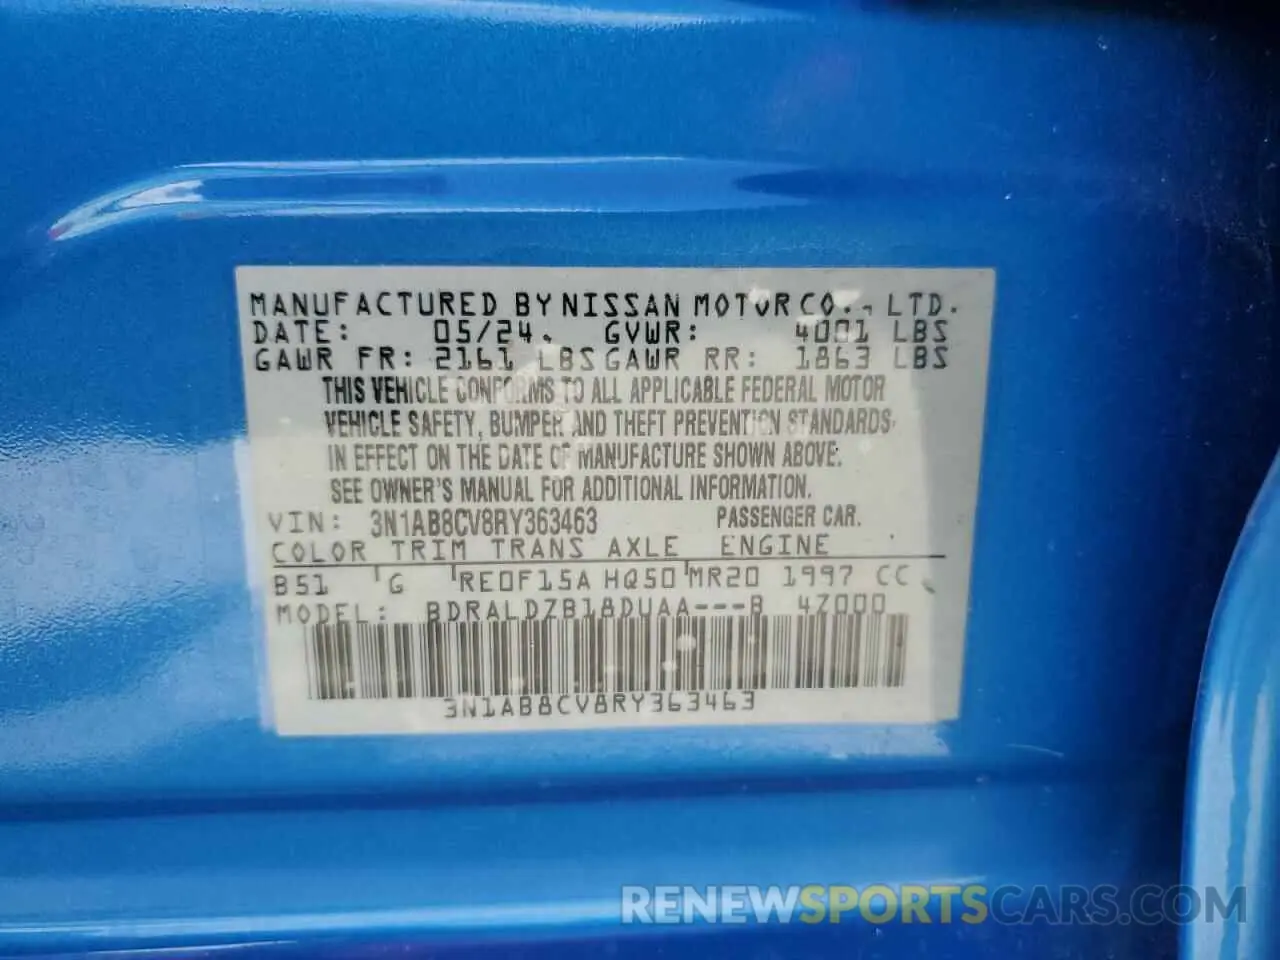 MANUFACTURED BY NISSAN MOTOR CO., LTD.
DATE: 05/24. GVWR: 4001 LBS
GAWR FR: 2161 LBS GAWR RR: 1863 LBS
THIS VEHICLE CONFORMS TO ALL APPLICABLE FEDERAL MOTOR
VEHICLE SAFETY, BUMPER AND THEFT PREVENTION STANDARDS
IN EFFECT ON THE DATE OF MANUFACTURE SHOWN ABOVE.
SEE OWNER'S MANUAL FOR ADDITIONAL INFORMATION.
VIN: 3N1AB8CV8RY363463 PASSENGER CAR.
COLOR TRIM TRANS AXLE ENGINE
B51 G RE0F15A HQ50 MR20 1997 CC
MODEL: BDRALDZB18DUAA---B 4Z000
3N1AB8CV8RY363463
RENEWSPORTSCARS.COM